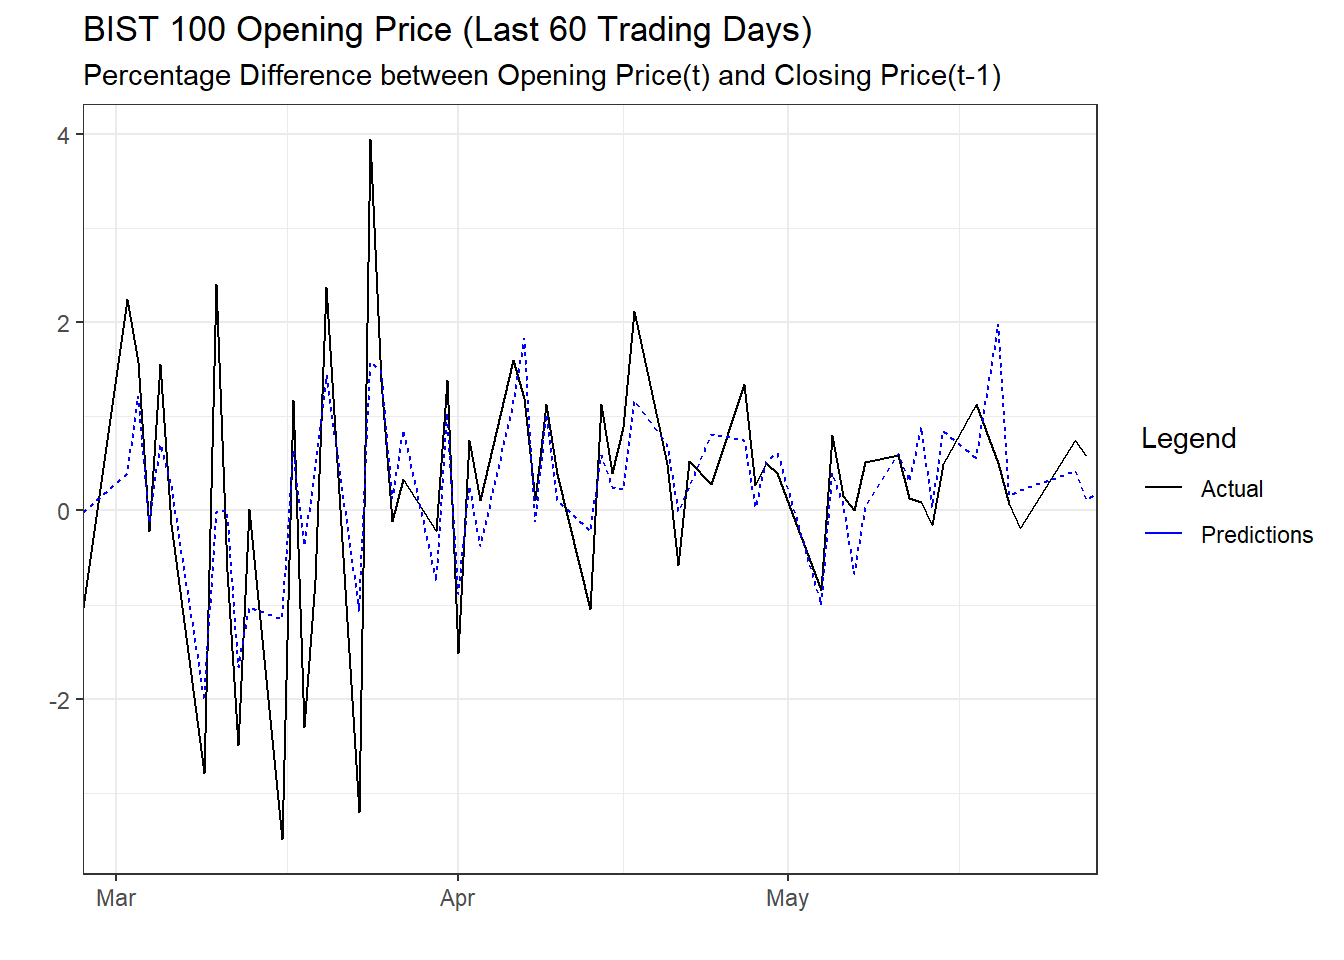 BIST 100 Opening Price (Last 60 Trading Days)
Percentage Difference between Opening Price(t) and Closing Price(t-1)
4
2
0
-2
Mar Apr May
Legend
Actual
Predictions